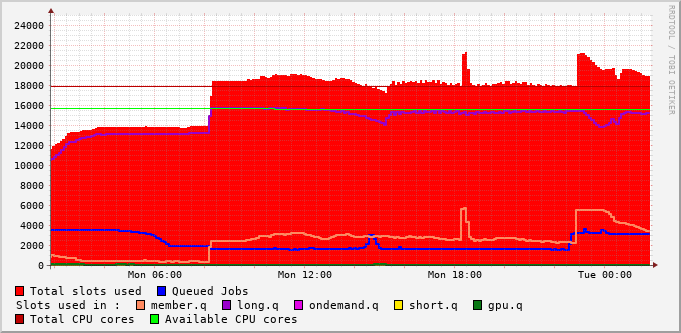 RRDTOOL / TOBI OETIKER
24000
22000
20000
18000
16000
14000
12000
10000
8000
6000
4000
2000
0
Mon 06:00 Mon 12:00 Mon 18:00 Tue 00:00
Total slots used Queued Jobs
Slots used in : member.q long.q ondemand.q short.q gpu.q
Total CPU cores Available CPU cores